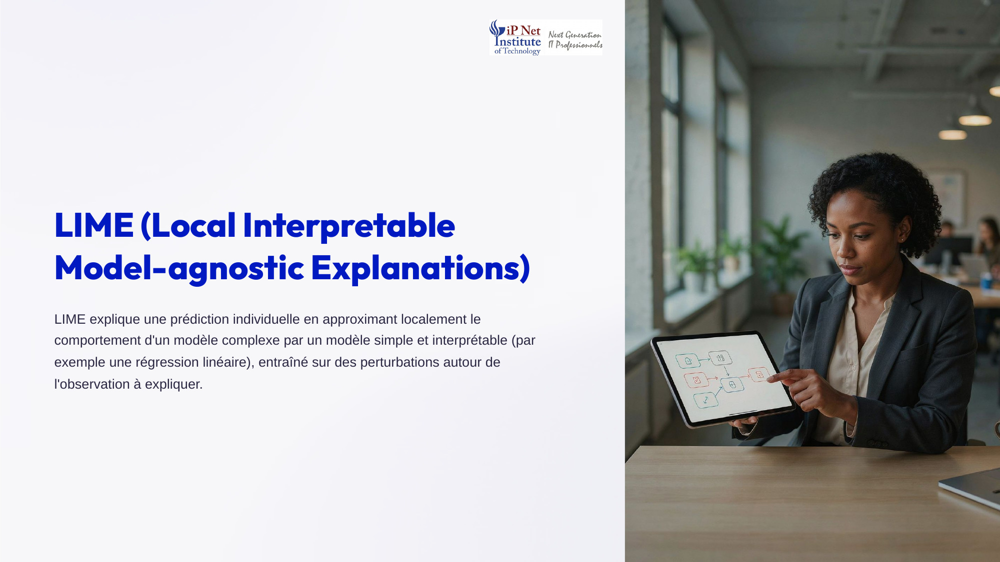 iP Net
Institute
of Technology
Next Generation
IT Professionnels
LIME (Local Interpretable
Model-agnostic Explanations)
LIME explique une prédiction individuelle en approximant localement le
comportement d'un modèle complexe par un modèle simple et interprétable (par
exemple une régression linéaire), entraîné sur des perturbations autour de
l'observation à expliquer.